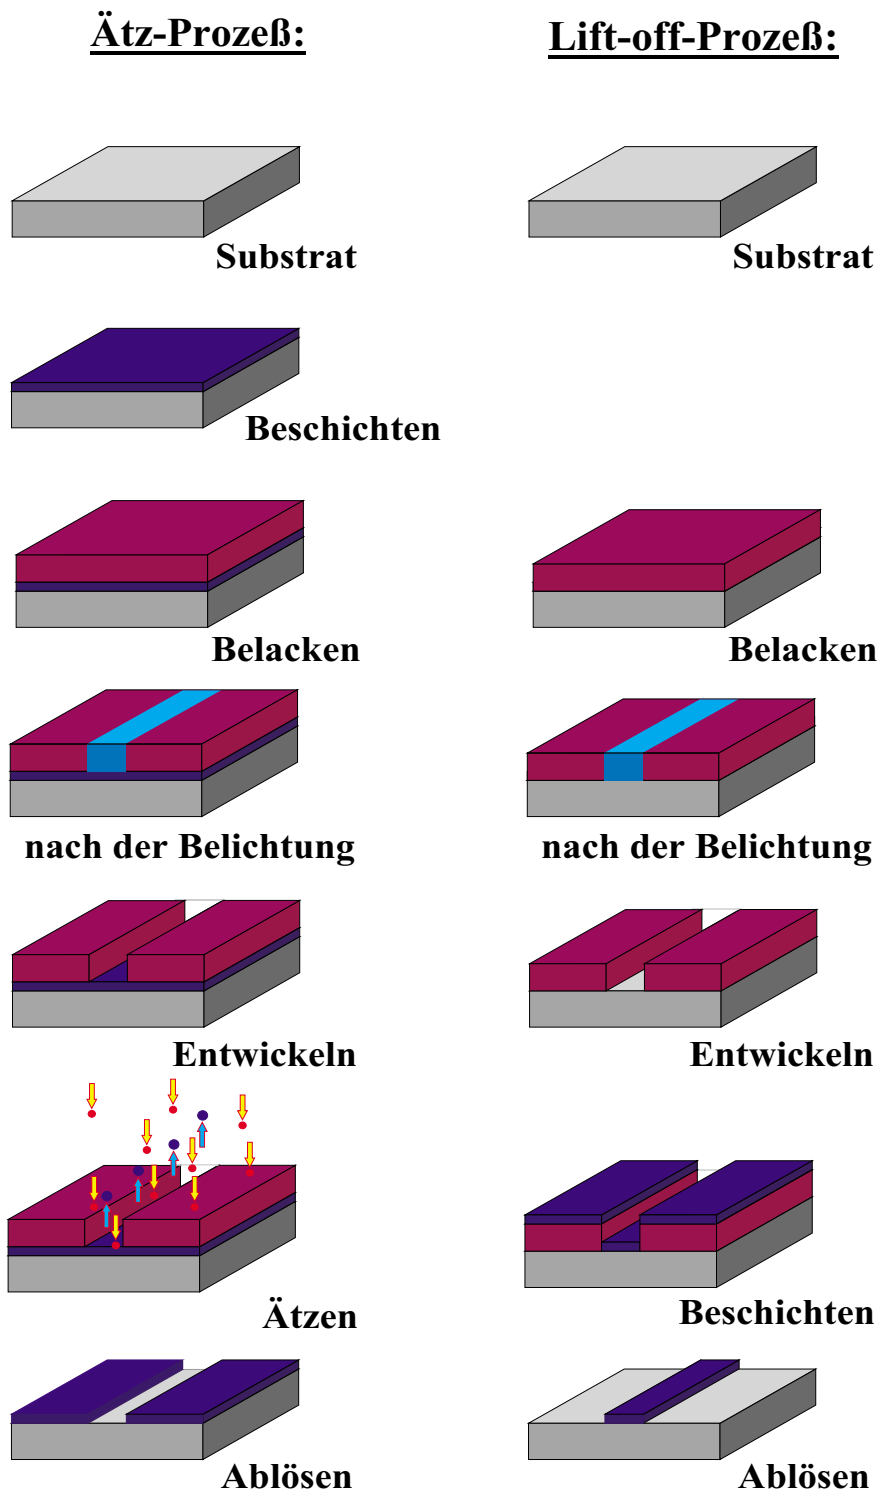 Ätz-Prozeß:
Lift-off-Prozeß:
Substrat
Substrat
Beschichten
Belacken
Belacken
nach der Belichtung
nach der Belichtung
Entwickeln
Entwickeln
Ätzen
Beschichten
Ablösen
Ablösen